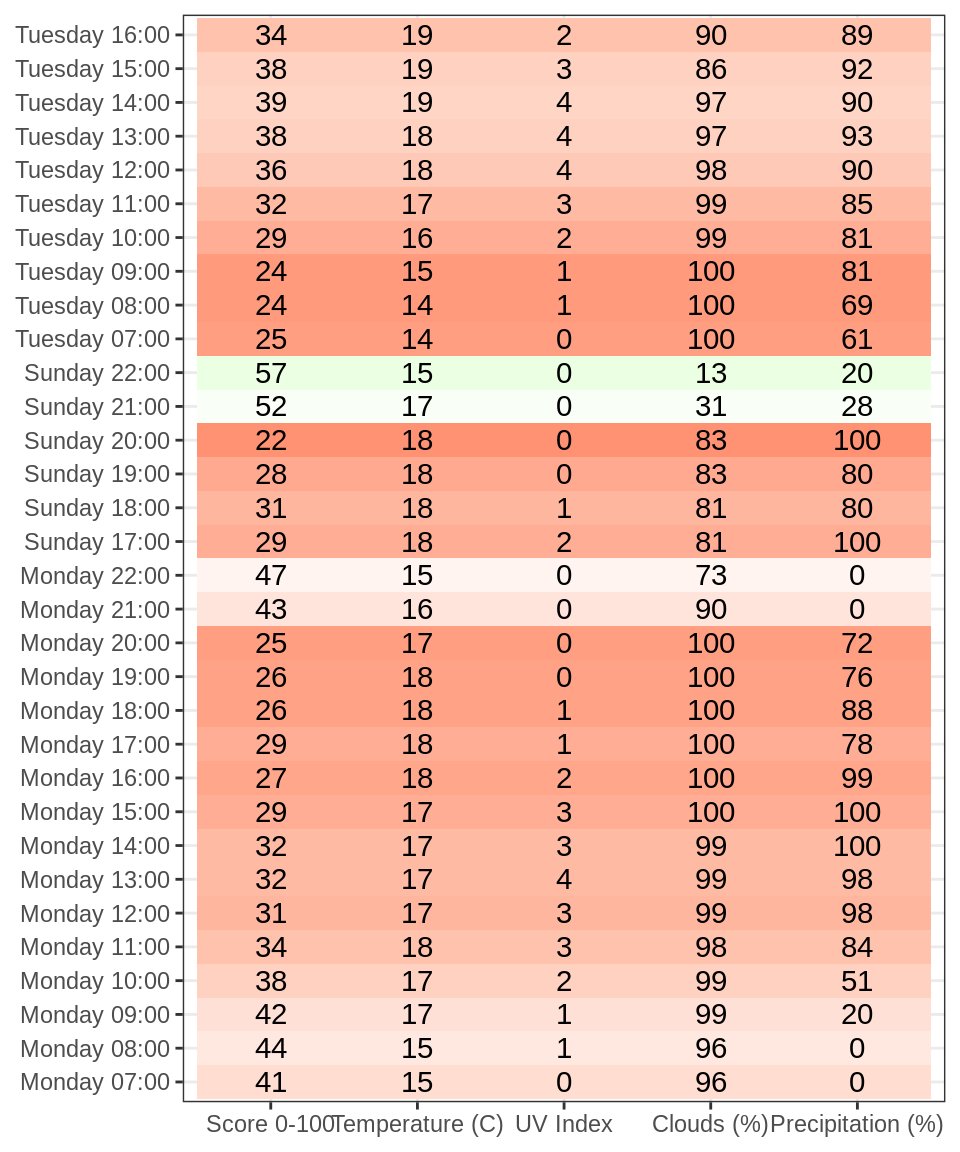 Tuesday 16:00 34 19 2 90 89
Tuesday 15:00 38 19 3 86 92
Tuesday 14:00 39 19 4 97 90
Tuesday 13:00 38 18 4 97 93
Tuesday 12:00 36 18 4 98 90
Tuesday 11:00 32 17 3 99 85
Tuesday 10:00 29 16 2 99 81
Tuesday 09:00 24 15 1 100 81
Tuesday 08:00 24 14 1 100 69
Tuesday 07:00 25 14 0 100 61
Sunday 22:00 57 15 0 13 20
Sunday 21:00 52 17 0 31 28
Sunday 20:00 22 18 0 83 100
Sunday 19:00 28 18 0 83 80
Sunday 18:00 31 18 1 81 80
Sunday 17:00 29 18 2 81 100
Monday 22:00 47 15 0 73 0
Monday 21:00 43 16 0 90 0
Monday 20:00 25 17 0 100 72
Monday 19:00 26 18 0 100 76
Monday 18:00 26 18 1 100 88
Monday 17:00 29 18 1 100 78
Monday 16:00 27 18 2 100 99
Monday 15:00 29 17 3 100 100
Monday 14:00 32 17 3 99 100
Monday 13:00 32 17 4 99 98
Monday 12:00 31 17 3 99 98
Monday 11:00 34 18 3 98 84
Monday 10:00 38 17 2 99 51
Monday 09:00 42 17 1 99 20
Monday 08:00 44 15 1 96 0
Monday 07:00 41 15 0 96 0
Score 0-100 Temperature (C) UV Index Clouds (%) Precipitation (%)